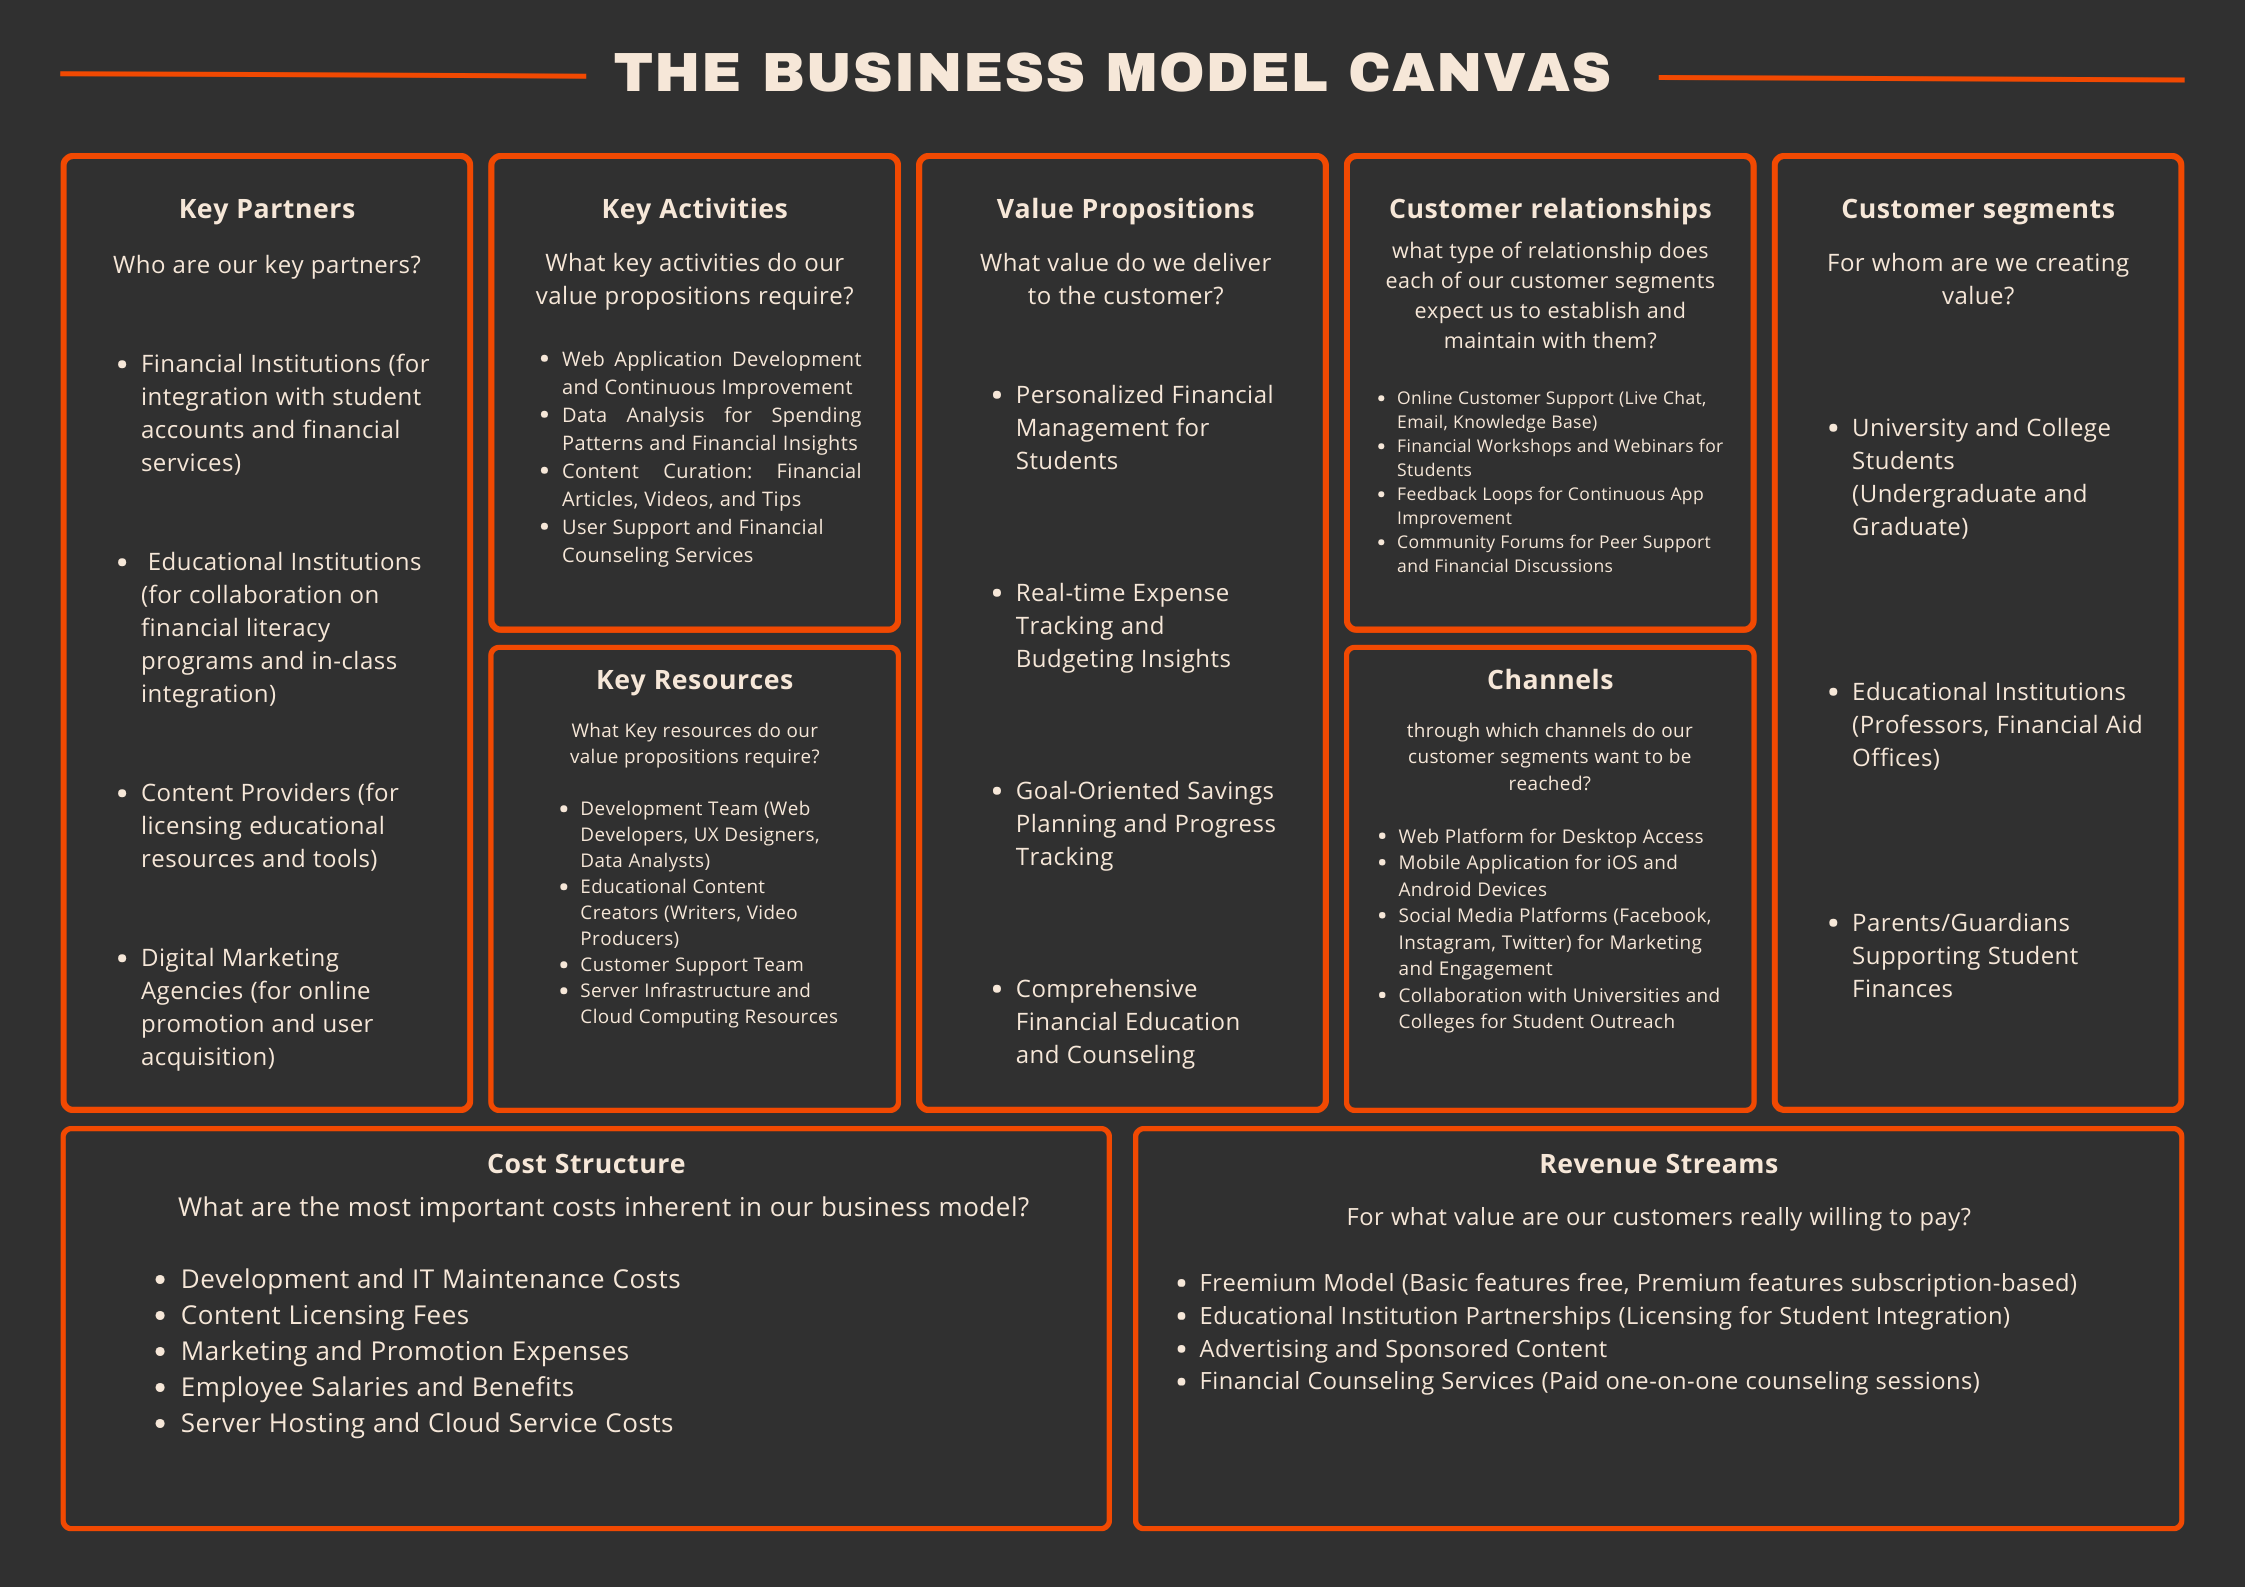 THE BUSINESS MODEL CANVAS
Key Partners
Who are our key partners?
• Financial Institutions (for
integration with student
accounts and financial
services)
• Educational Institutions
(for collaboration on
financial literacy
programs and in-class
integration)
• Content Providers (for
licensing educational
resources and tools)
• Digital Marketing
Agencies (for online
promotion and user
acquisition)
Key Activities
What key activities do our
value propositions require?
• Web Application Development
and Continuous Improvement
• Data Analysis for Spending
Patterns and Financial Insights
• Content Curation: Financial
Articles, Videos, and Tips
• User Support and Financial
Counseling Services
Key Resources
What Key resources do our
value propositions require?
• Development Team (Web
Developers, UX Designers,
Data Analysts)
• Educational Content
Creators (Writers, Video
Producers)
• Customer Support Team
• Server Infrastructure and
Cloud Computing Resources
Value Propositions
What value do we deliver
to the customer?
• Personalized Financial
Management for
Students
• Real-time Expense
Tracking and
Budgeting Insights
• Goal-Oriented Savings
Planning and Progress
Tracking
• Comprehensive
Financial Education
and Counseling
Customer relationships
what type of relationship does
each of our customer segments
expect us to establish and
maintain with them?
• Online Customer Support (Live Chat,
Email, Knowledge Base)
• Financial Workshops and Webinars for
Students
• Feedback Loops for Continuous App
Improvement
• Community Forums for Peer Support
and Financial Discussions
Channels
through which channels do our
customer segments want to be
reached?
• Web Platform for Desktop Access
• Mobile Application for iOS and
Android Devices
• Social Media Platforms (Facebook,
Instagram, Twitter) for Marketing
and Engagement
• Collaboration with Universities and
Colleges for Student Outreach
Customer segments
For whom are we creating
value?
• University and College
Students
(Undergraduate and
Graduate)
• Educational Institutions
(Professors, Financial Aid
Offices)
• Parents/Guardians
Supporting Student
Finances
Cost Structure
What are the most important costs inherent in our business model?
• Development and IT Maintenance Costs
• Content Licensing Fees
• Marketing and Promotion Expenses
• Employee Salaries and Benefits
• Server Hosting and Cloud Service Costs
Revenue Streams
For what value are our customers really willing to pay?
• Freemium Model (Basic features free, Premium features subscription-based)
• Educational Institution Partnerships (Licensing for Student Integration)
• Advertising and Sponsored Content
• Financial Counseling Services (Paid one-on-one counseling sessions)